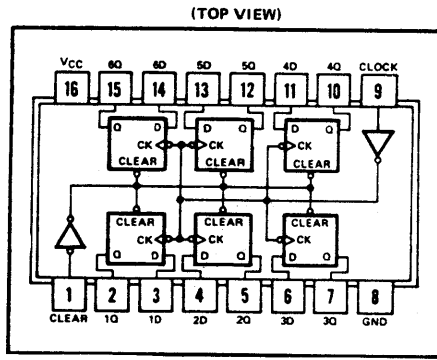 (TOP VIEW)
VCC 6Q 6D 5D 5Q 4D 4Q CLOCK
16 15 14 13 12 11 10 9
Q D D Q D Q
CK CK CK
CLEAR CLEAR CLEAR
CLEAR CLEAR CLEAR
CK CK CK
Q D D Q D Q
1 2 3 4 5 6 7 8
CLEAR 1Q 1D 2D 2Q 3D 3Q GND